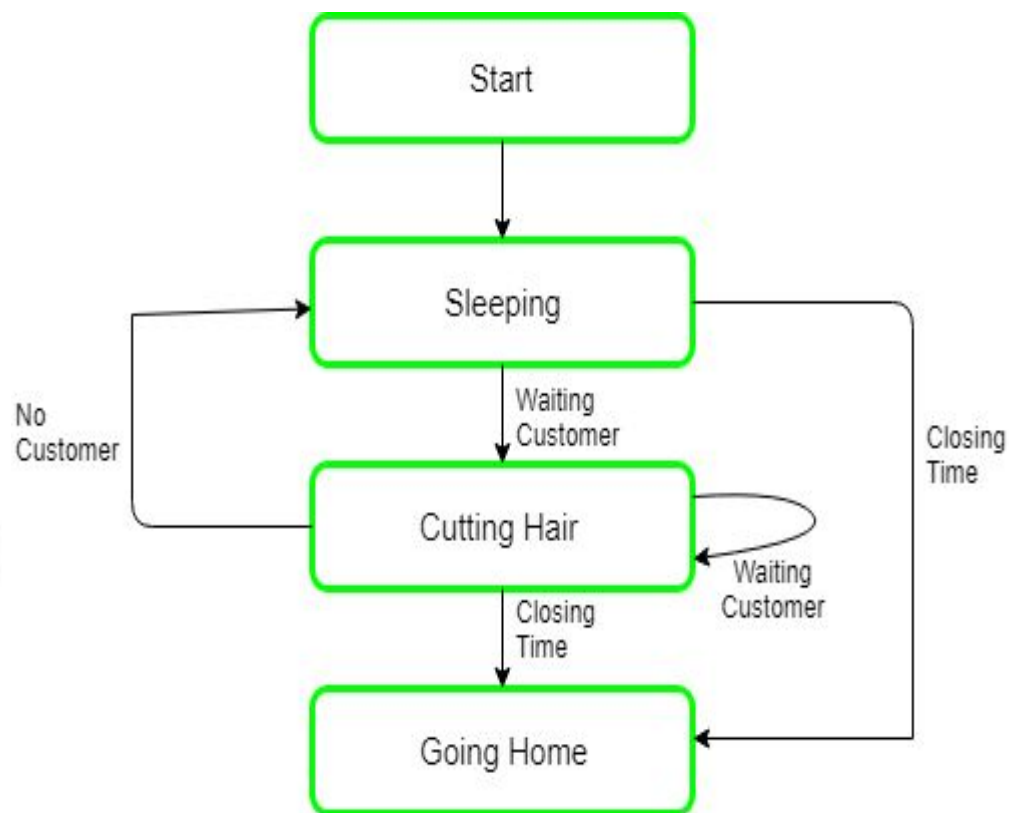 Start
Sleeping
Waiting
Customer
No
Customer
Closing
Time
Cutting Hair
Waiting
Customer
Closing
Time
Going Home